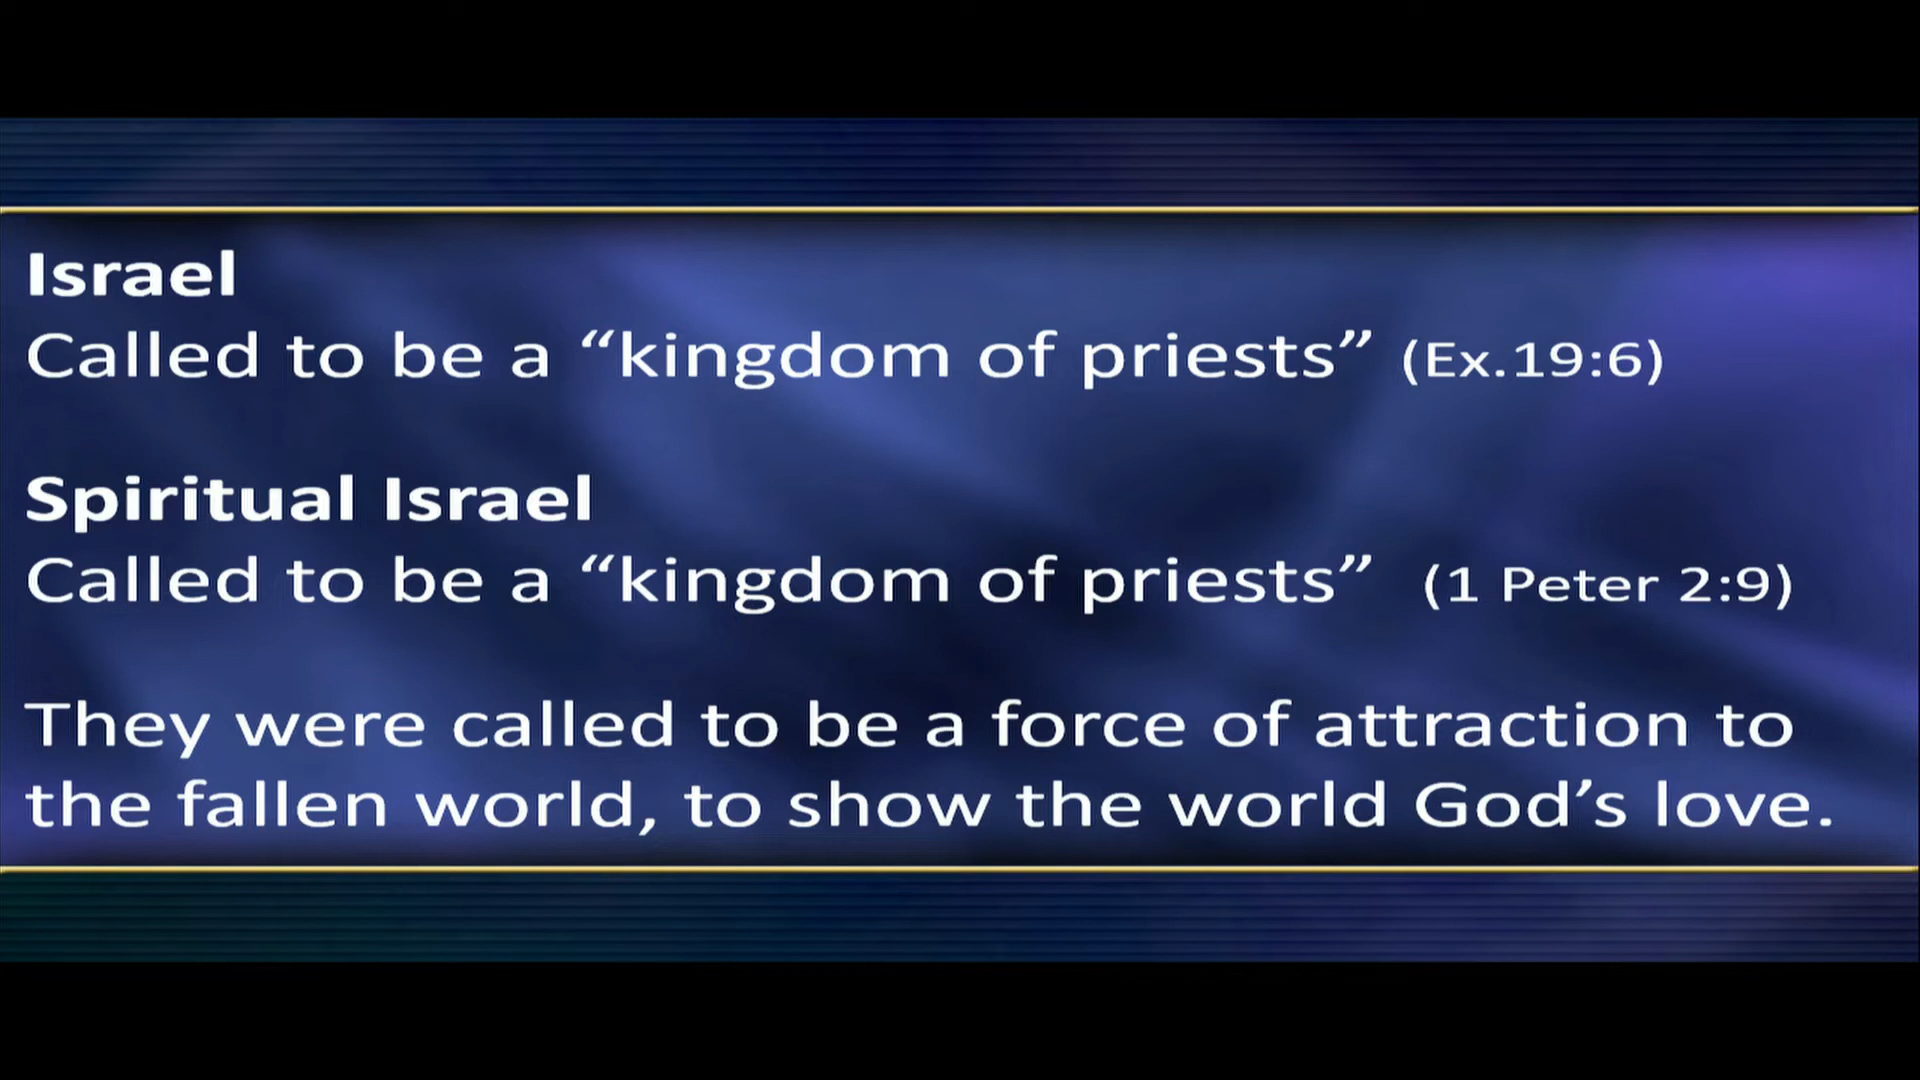 Israel
Called to be a “kingdom of priests” (Ex.19:6)
Spiritual Israel
Called to be a “kingdom of priests” (1 Peter 2:9)
They were called to be a force of attraction to
the fallen world, to show the world God’s love.